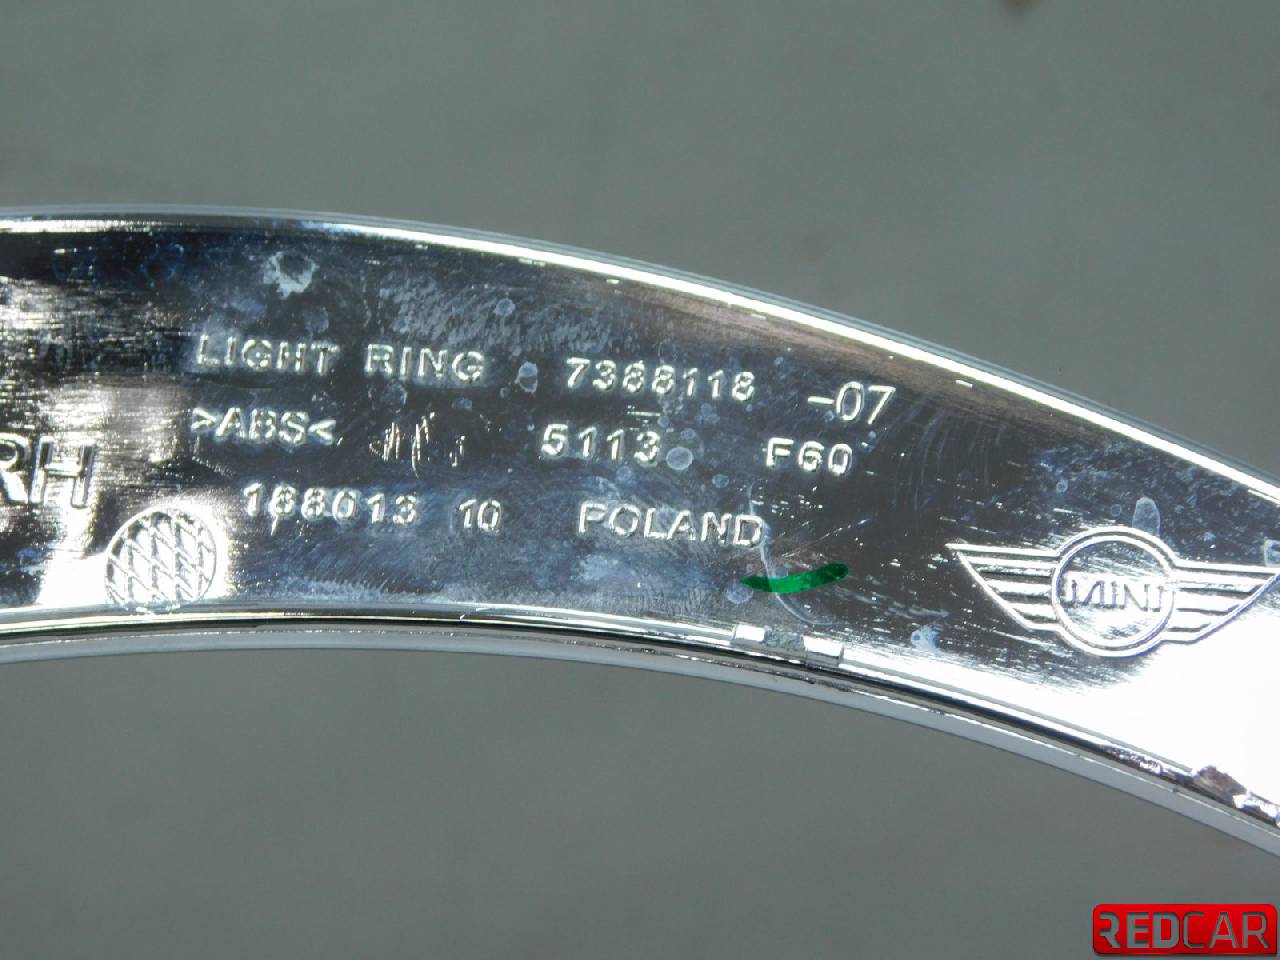 LIGHT RING 7388118 -07
>ABS< 5113 F60
RH
188013 10 POLAND
MINI
REDCAR